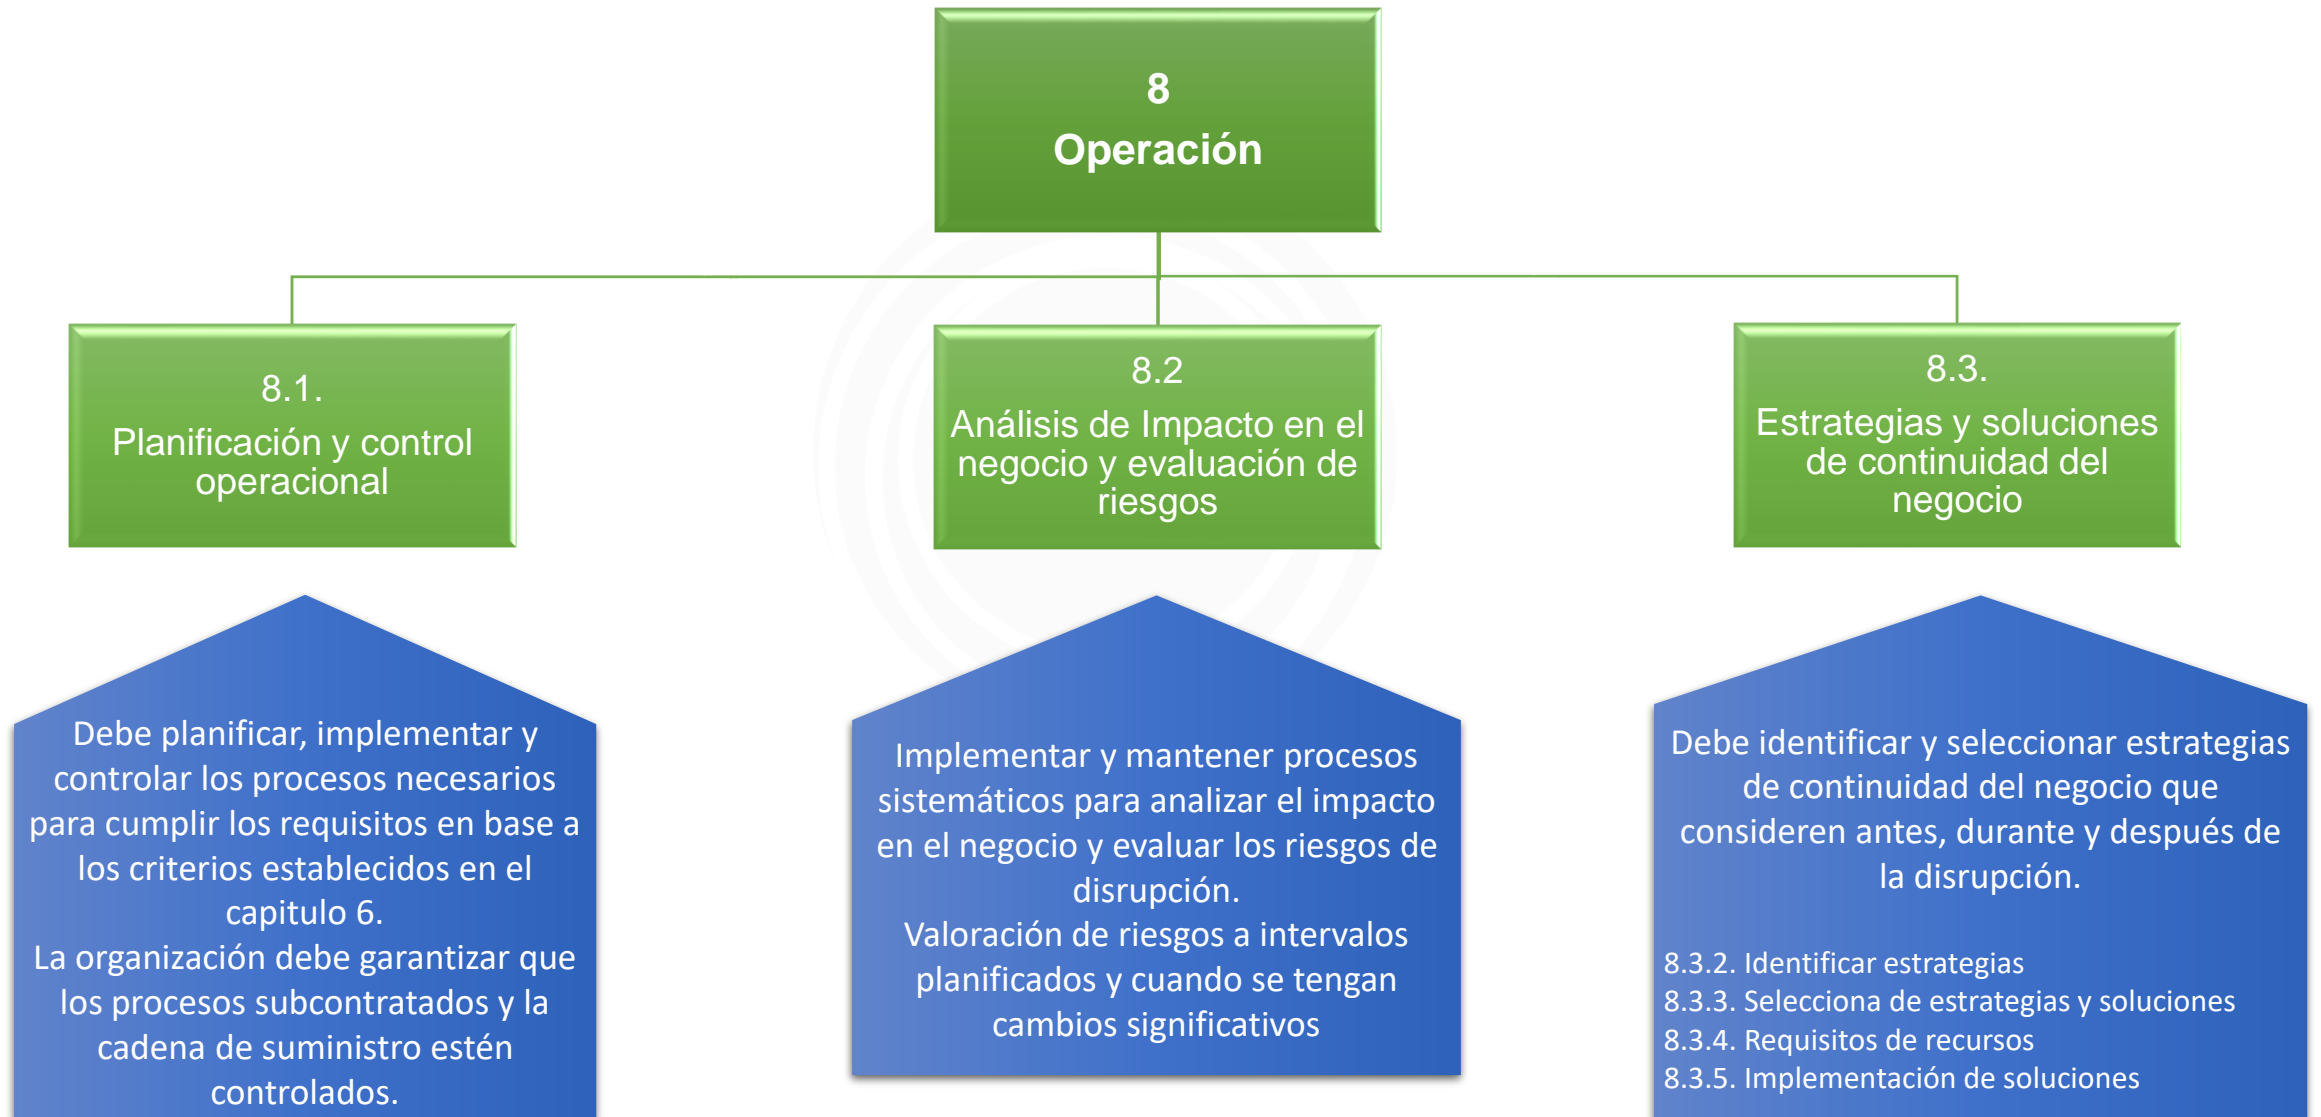 8
Operación
8.1.
Planificación y control
operacional
8.2
Análisis de Impacto en el
negocio y evaluación de
riesgos
8.3.
Estrategias y soluciones
de continuidad del
negocio
Debe planificar, implementar y
controlar los procesos necesarios
para cumplir los requisitos en base a
los criterios establecidos en el
capitulo 6.
La organización debe garantizar que
los procesos subcontratados y la
cadena de suministro estén
controlados.
Implementar y mantener procesos
sistemáticos para analizar el impacto
en el negocio y evaluar los riesgos de
disrupción.
Valoración de riesgos a intervalos
planificados y cuando se tengan
cambios significativos
Debe identificar y seleccionar estrategias
de continuidad del negocio que
consideren antes, durante y después de
la disrupción.
8.3.2. Identificar estrategias
8.3.3. Selecciona de estrategias y soluciones
8.3.4. Requisitos de recursos
8.3.5. Implementación de soluciones